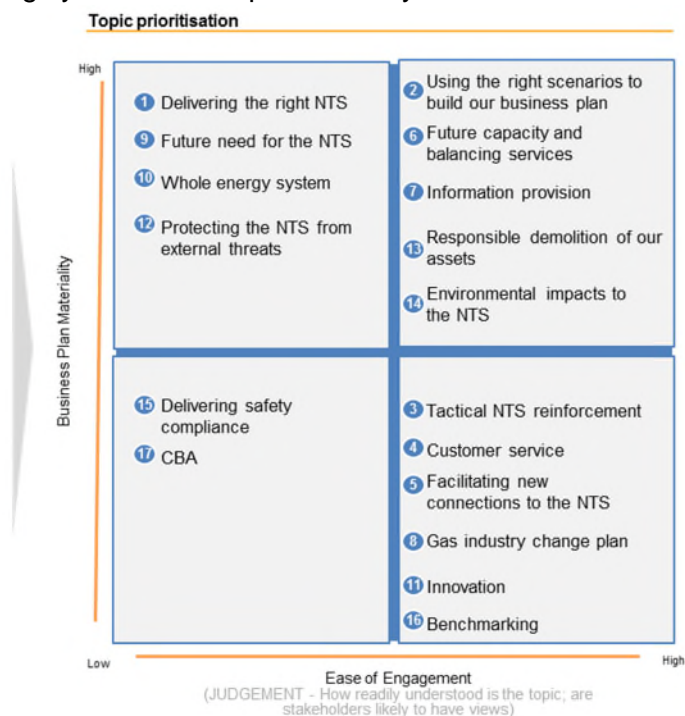 Topic prioritisation
High
1 Delivering the right NTS
9 Future need for the NTS
10 Whole energy system
12 Protecting the NTS from
external threats
2 Using the right scenarios to
build our business plan
6 Future capacity and
balancing services
7 Information provision
13 Responsible demolition of our
assets
14 Environmental impacts to
the NTS
Business Plan Materiality
15 Delivering safety
compliance
17 CBA
3 Tactical NTS reinforcement
4 Customer service
5 Facilitating new
connections to the NTS
8 Gas industry change plan
11 Innovation
16 Benchmarking
Low
High
Ease of Engagement
(JUDGEMENT - How readily understood is the topic; are
stakeholders likely to have views)